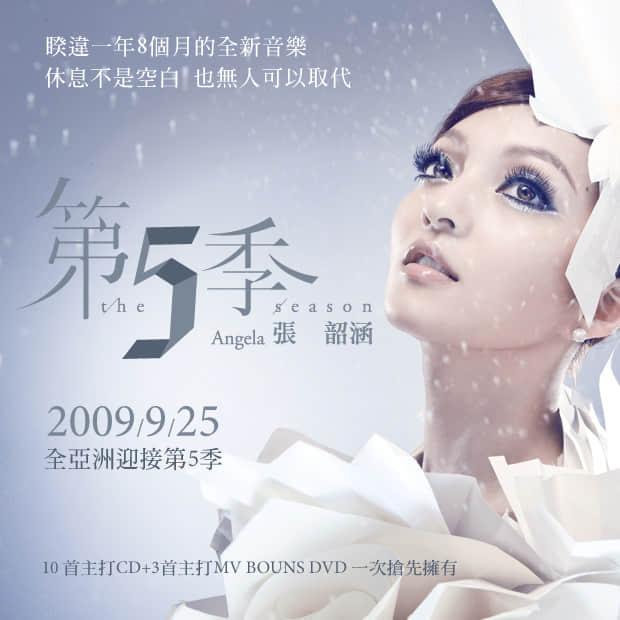 睽違一年8個月的全新音樂
休息不是空白 也無人可以取代
第5季
the season
Angela 張 韶涵
2009/9/25
全亞洲迎接第5季
10 首主打CD+3首主打MV BOUNS DVD 一次搶先擁有